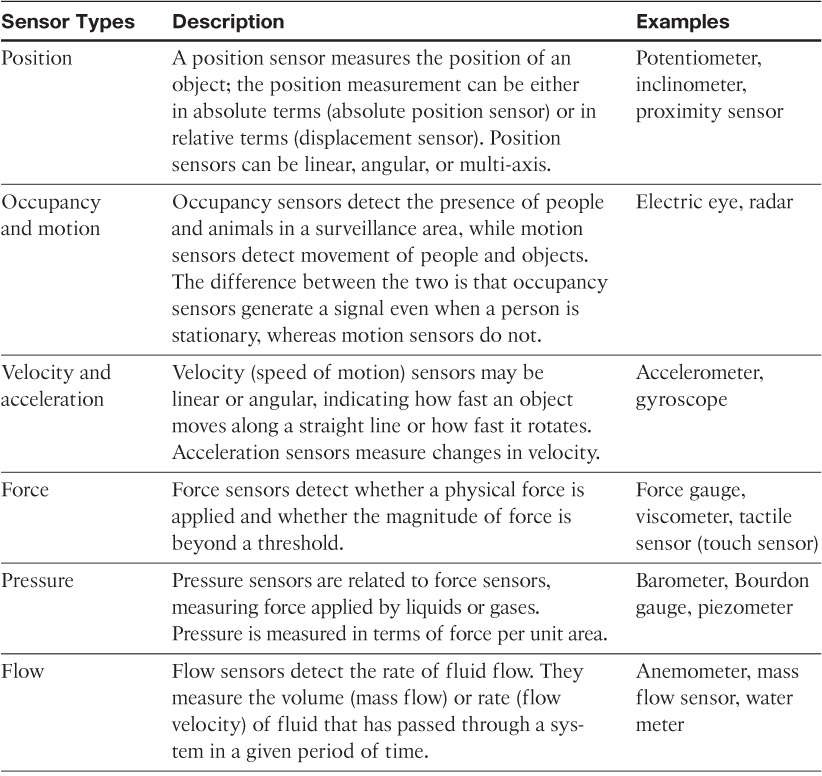 Sensor Types Description Examples
Position A position sensor measures the position of an Potentiometer,
object; the position measurement can be either inclinometer,
in absolute terms (absolute position sensor) or in proximity sensor
relative terms (displacement sensor). Position
sensors can be linear, angular, or multi-axis.
Occupancy Occupancy sensors detect the presence of people Electric eye, radar
and motion and animals in a surveillance area, while motion
sensors detect movement of people and objects.
The difference between the two is that occupancy
sensors generate a signal even when a person is
stationary, whereas motion sensors do not.
Velocity and Velocity (speed of motion) sensors may be Accelerometer,
acceleration linear or angular, indicating how fast an object gyroscope
moves along a straight line or how fast it rotates.
Acceleration sensors measure changes in velocity.
Force Force sensors detect whether a physical force is Force gauge,
applied and whether the magnitude of force is viscometer, tactile
beyond a threshold. sensor (touch sensor)
Pressure Pressure sensors are related to force sensors, Barometer, Bourdon
measuring force applied by liquids or gases. gauge, piezometer
Pressure is measured in terms of force per unit area.
Flow Flow sensors detect the rate of fluid flow. They Anemometer, mass
measure the volume (mass flow) or rate (flow flow sensor, water
velocity) of fluid that has passed through a sys- meter
tem in a given period of time.